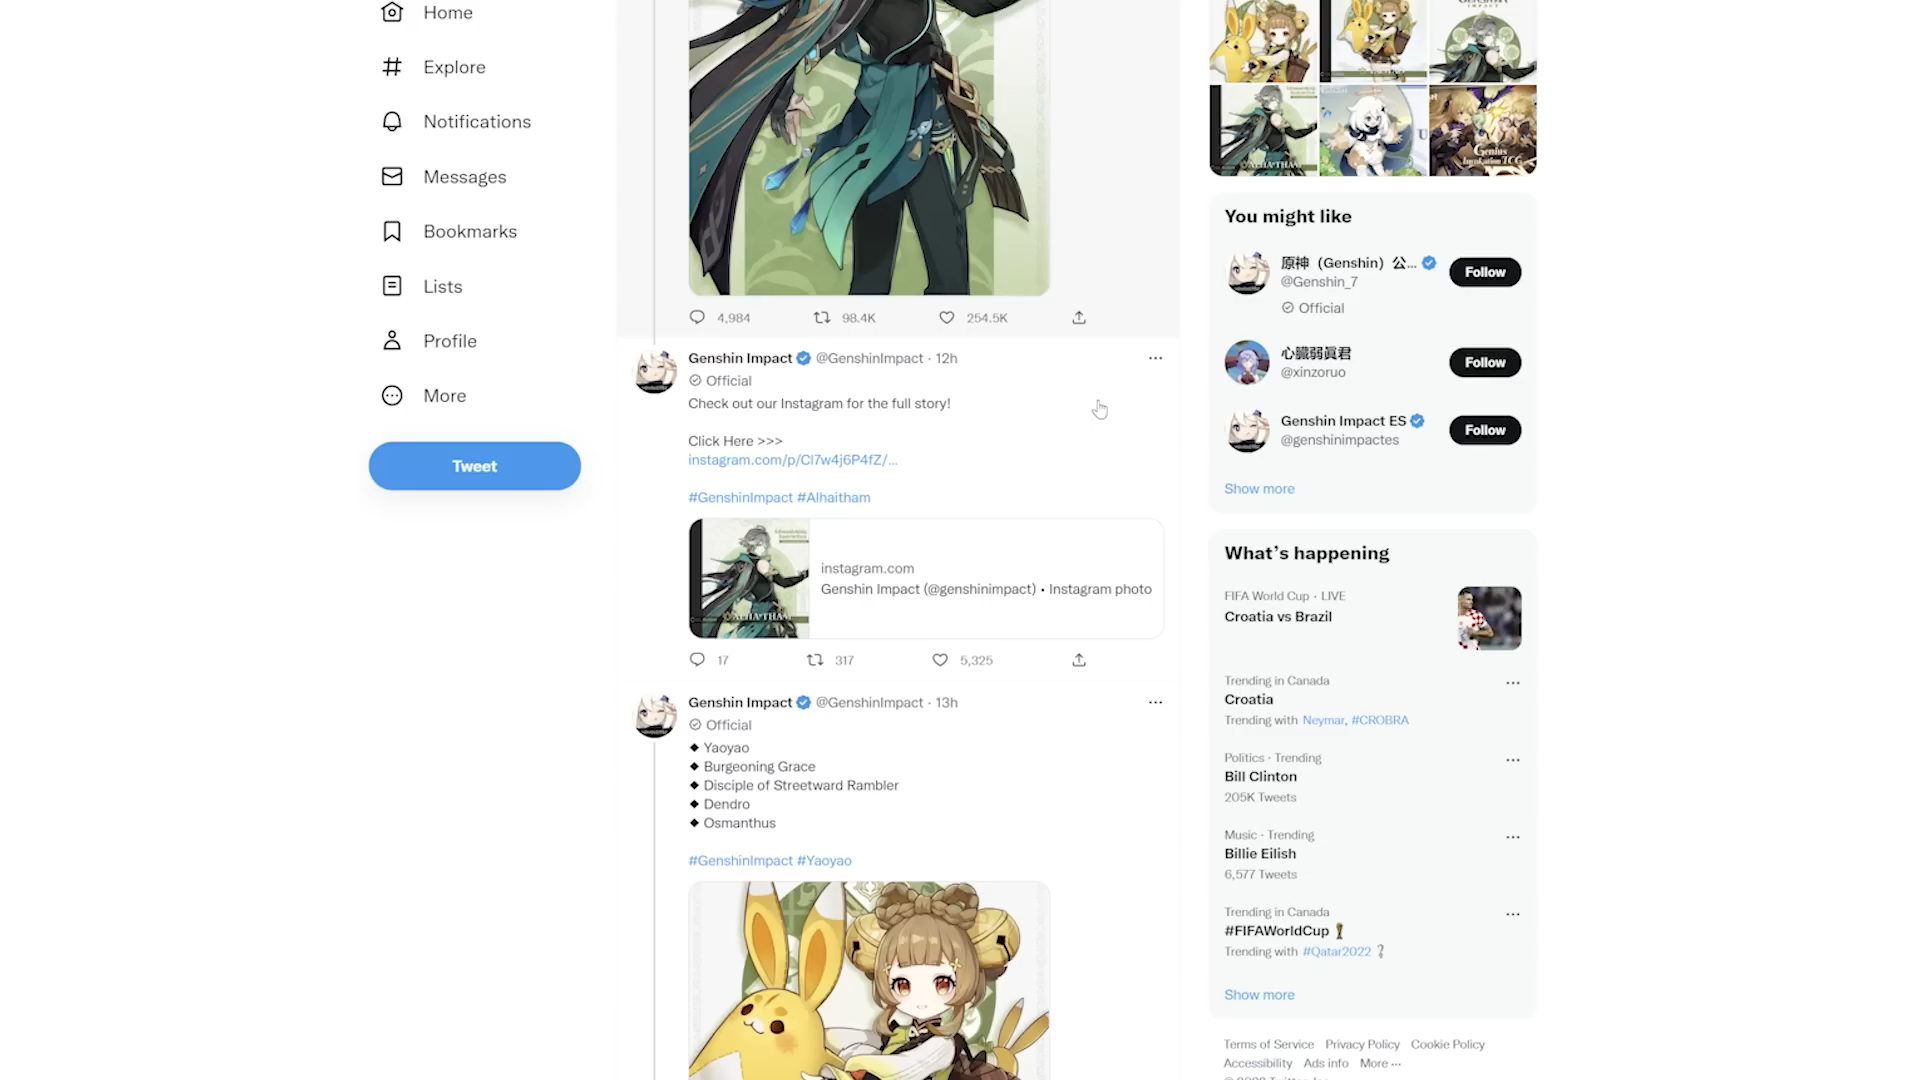 Home
Explore
Notifications
Messages
Bookmarks
Lists
Profile
More
Tweet
4,984 98.4K 254.5K
Genshin Impact @GenshinImpact · 12h
Official
Check out our Instagram for the full story!
Click Here >>>
instagram.com/p/Cl7w4j6P4fZ/...
#GenshinImpact #Alhaitham
ALHAITHAM
instagram.com
Genshin Impact (@genshinimpact) • Instagram photo
17 317 5,325
Genshin Impact @GenshinImpact · 13h
Official
◆ Yaoyao
◆ Burgeoning Grace
◆ Disciple of Streetward Rambler
◆ Dendro
◆ Osmanthus
#GenshinImpact #Yaoyao
IMPACT
ALHAITHAM
Genius
Invokation TCG
You might like
原神（Genshin）公...
@Genshin_7
Official
Follow
心臓弱眞君
@xinzoruo
Follow
Genshin Impact ES
@genshinimpactes
Follow
Show more
What's happening
FIFA World Cup · LIVE
Croatia vs Brazil
Trending in Canada
Croatia
Trending with Neymar, #CROBRA
Politics · Trending
Bill Clinton
205K Tweets
Music · Trending
Billie Eilish
6,577 Tweets
Trending in Canada
#FIFAWorldCup
Trending with #Qatar2022
Show more
Terms of Service Privacy Policy Cookie Policy
Accessibility Ads info More ...